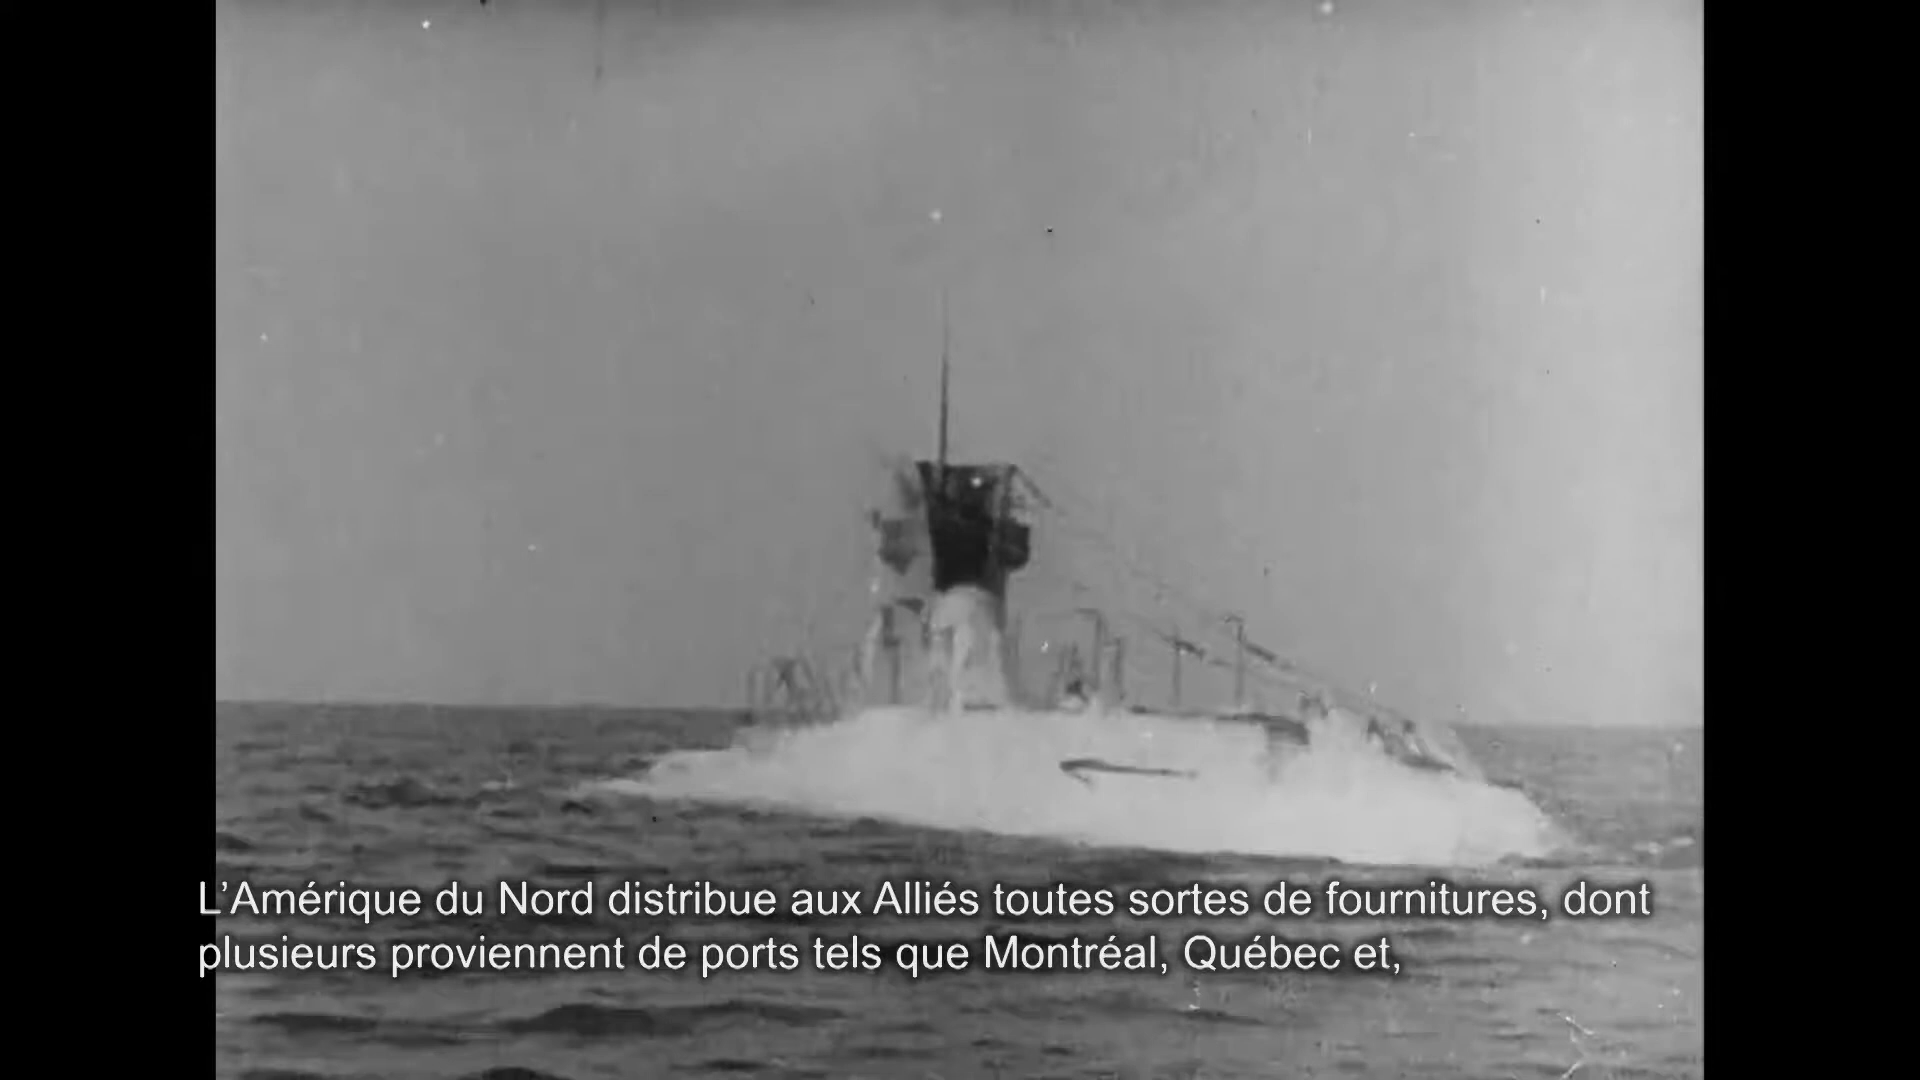 L’Amérique du Nord distribue aux Alliés toutes sortes de fournitures, dont
plusieurs proviennent de ports tels que Montréal, Québec et,